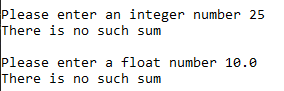 Please enter an integer number 25
There is no such sum
Please enter a float number 10.0
There is no such sum